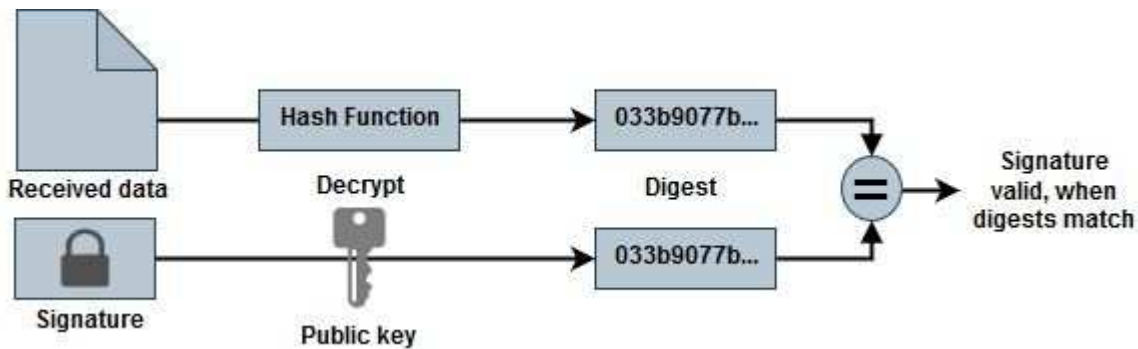 Hash Function
033b9077b...
Received data
Decrypt
Digest
Signature
valid, when
digests match
033b9077b...
Signature
Public key